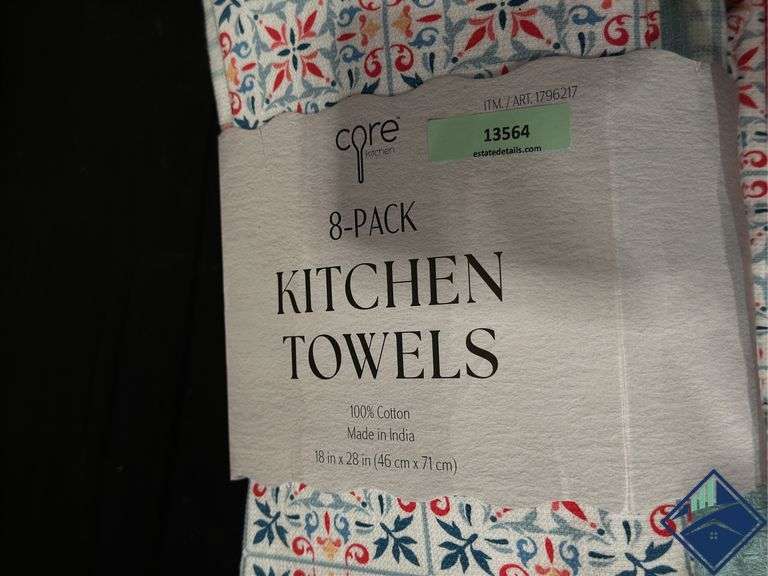 ITM. / ART. 1796217
core™
kitchen
13564
estatedetails.com
8-PACK
KITCHEN
TOWELS
100% Cotton
Made in India
18 in x 28 in (46 cm x 71 cm)